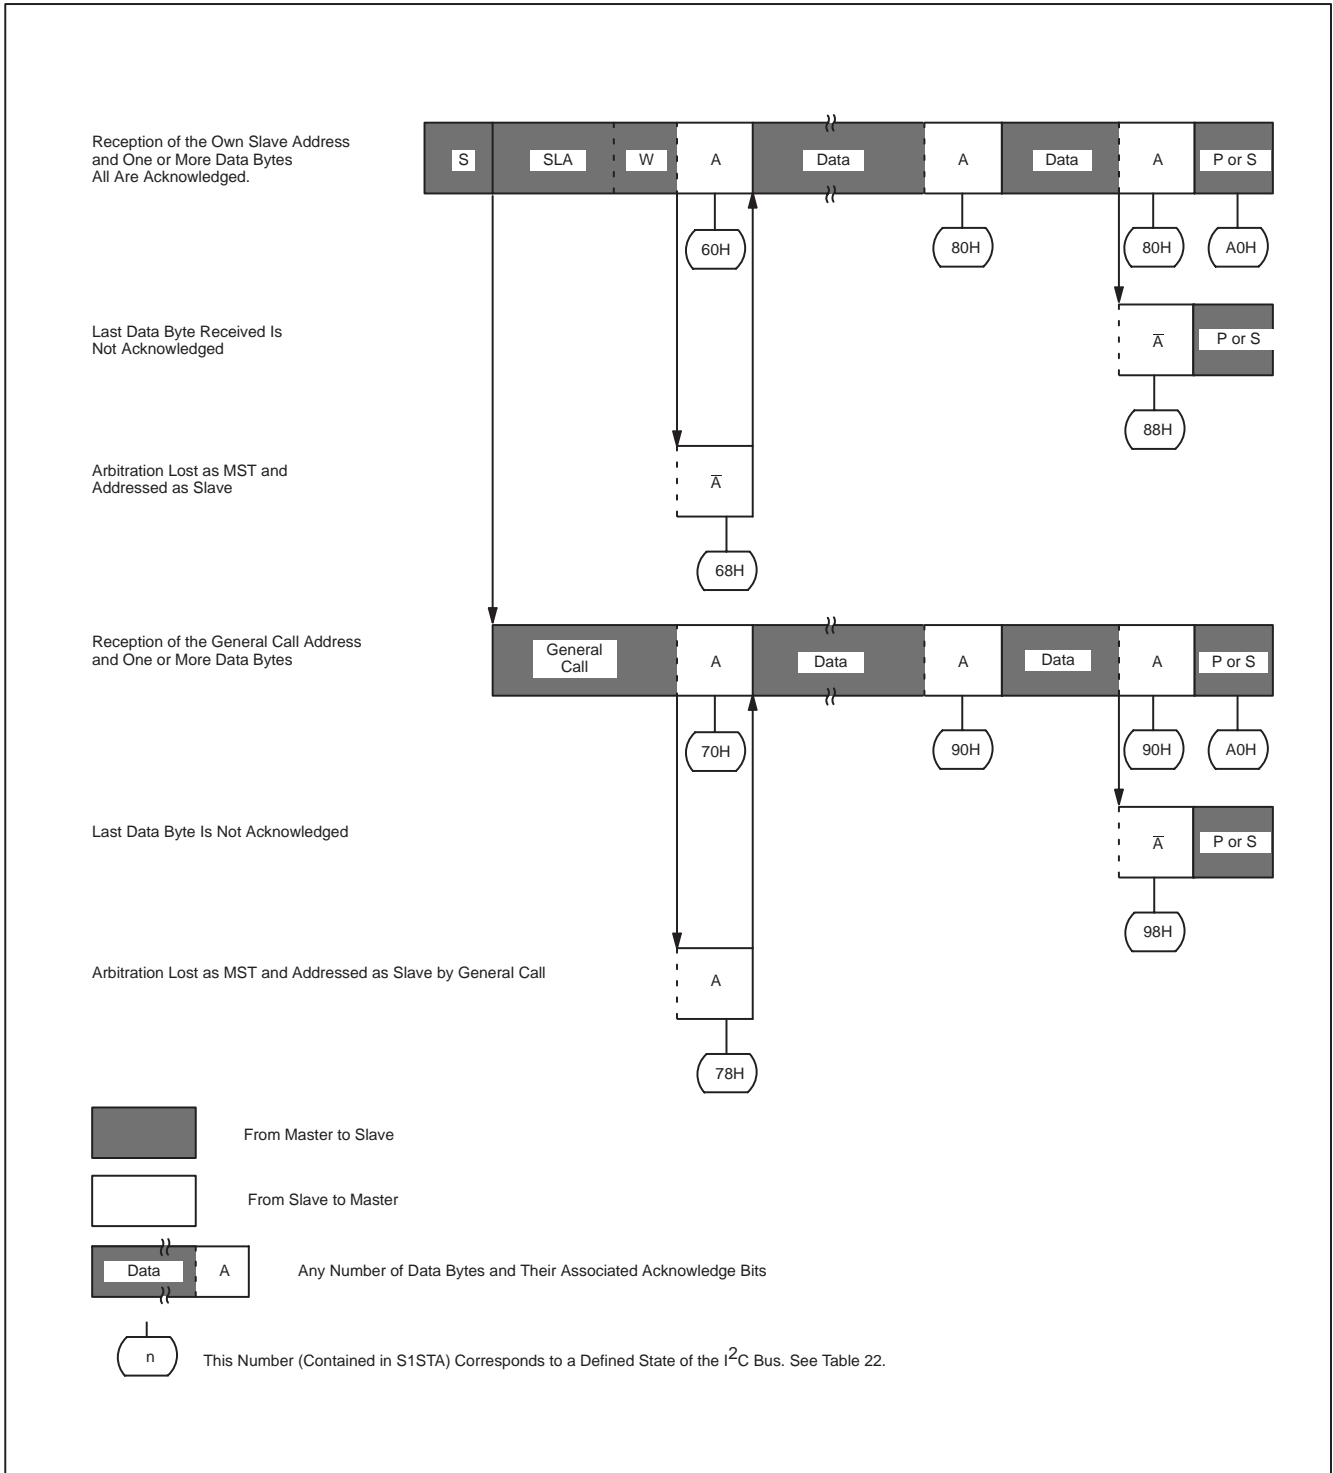 Reception of the Own Slave Address
and One or More Data Bytes
All Are Acknowledged.
S SLA W A Data A Data A P or S
60H 80H 80H A0H
Last Data Byte Received Is
Not Acknowledged
A̅ P or S
88H
Arbitration Lost as MST and
Addressed as Slave
A̅
68H
Reception of the General Call Address
and One or More Data Bytes
General
Call
A Data A Data A P or S
70H 90H 90H A0H
Last Data Byte Is Not Acknowledged
A̅ P or S
98H
Arbitration Lost as MST and Addressed as Slave by General Call
A
78H
From Master to Slave
From Slave to Master
Data A Any Number of Data Bytes and Their Associated Acknowledge Bits
n This Number (Contained in S1STA) Corresponds to a Defined State of the I²C Bus. See Table 22.